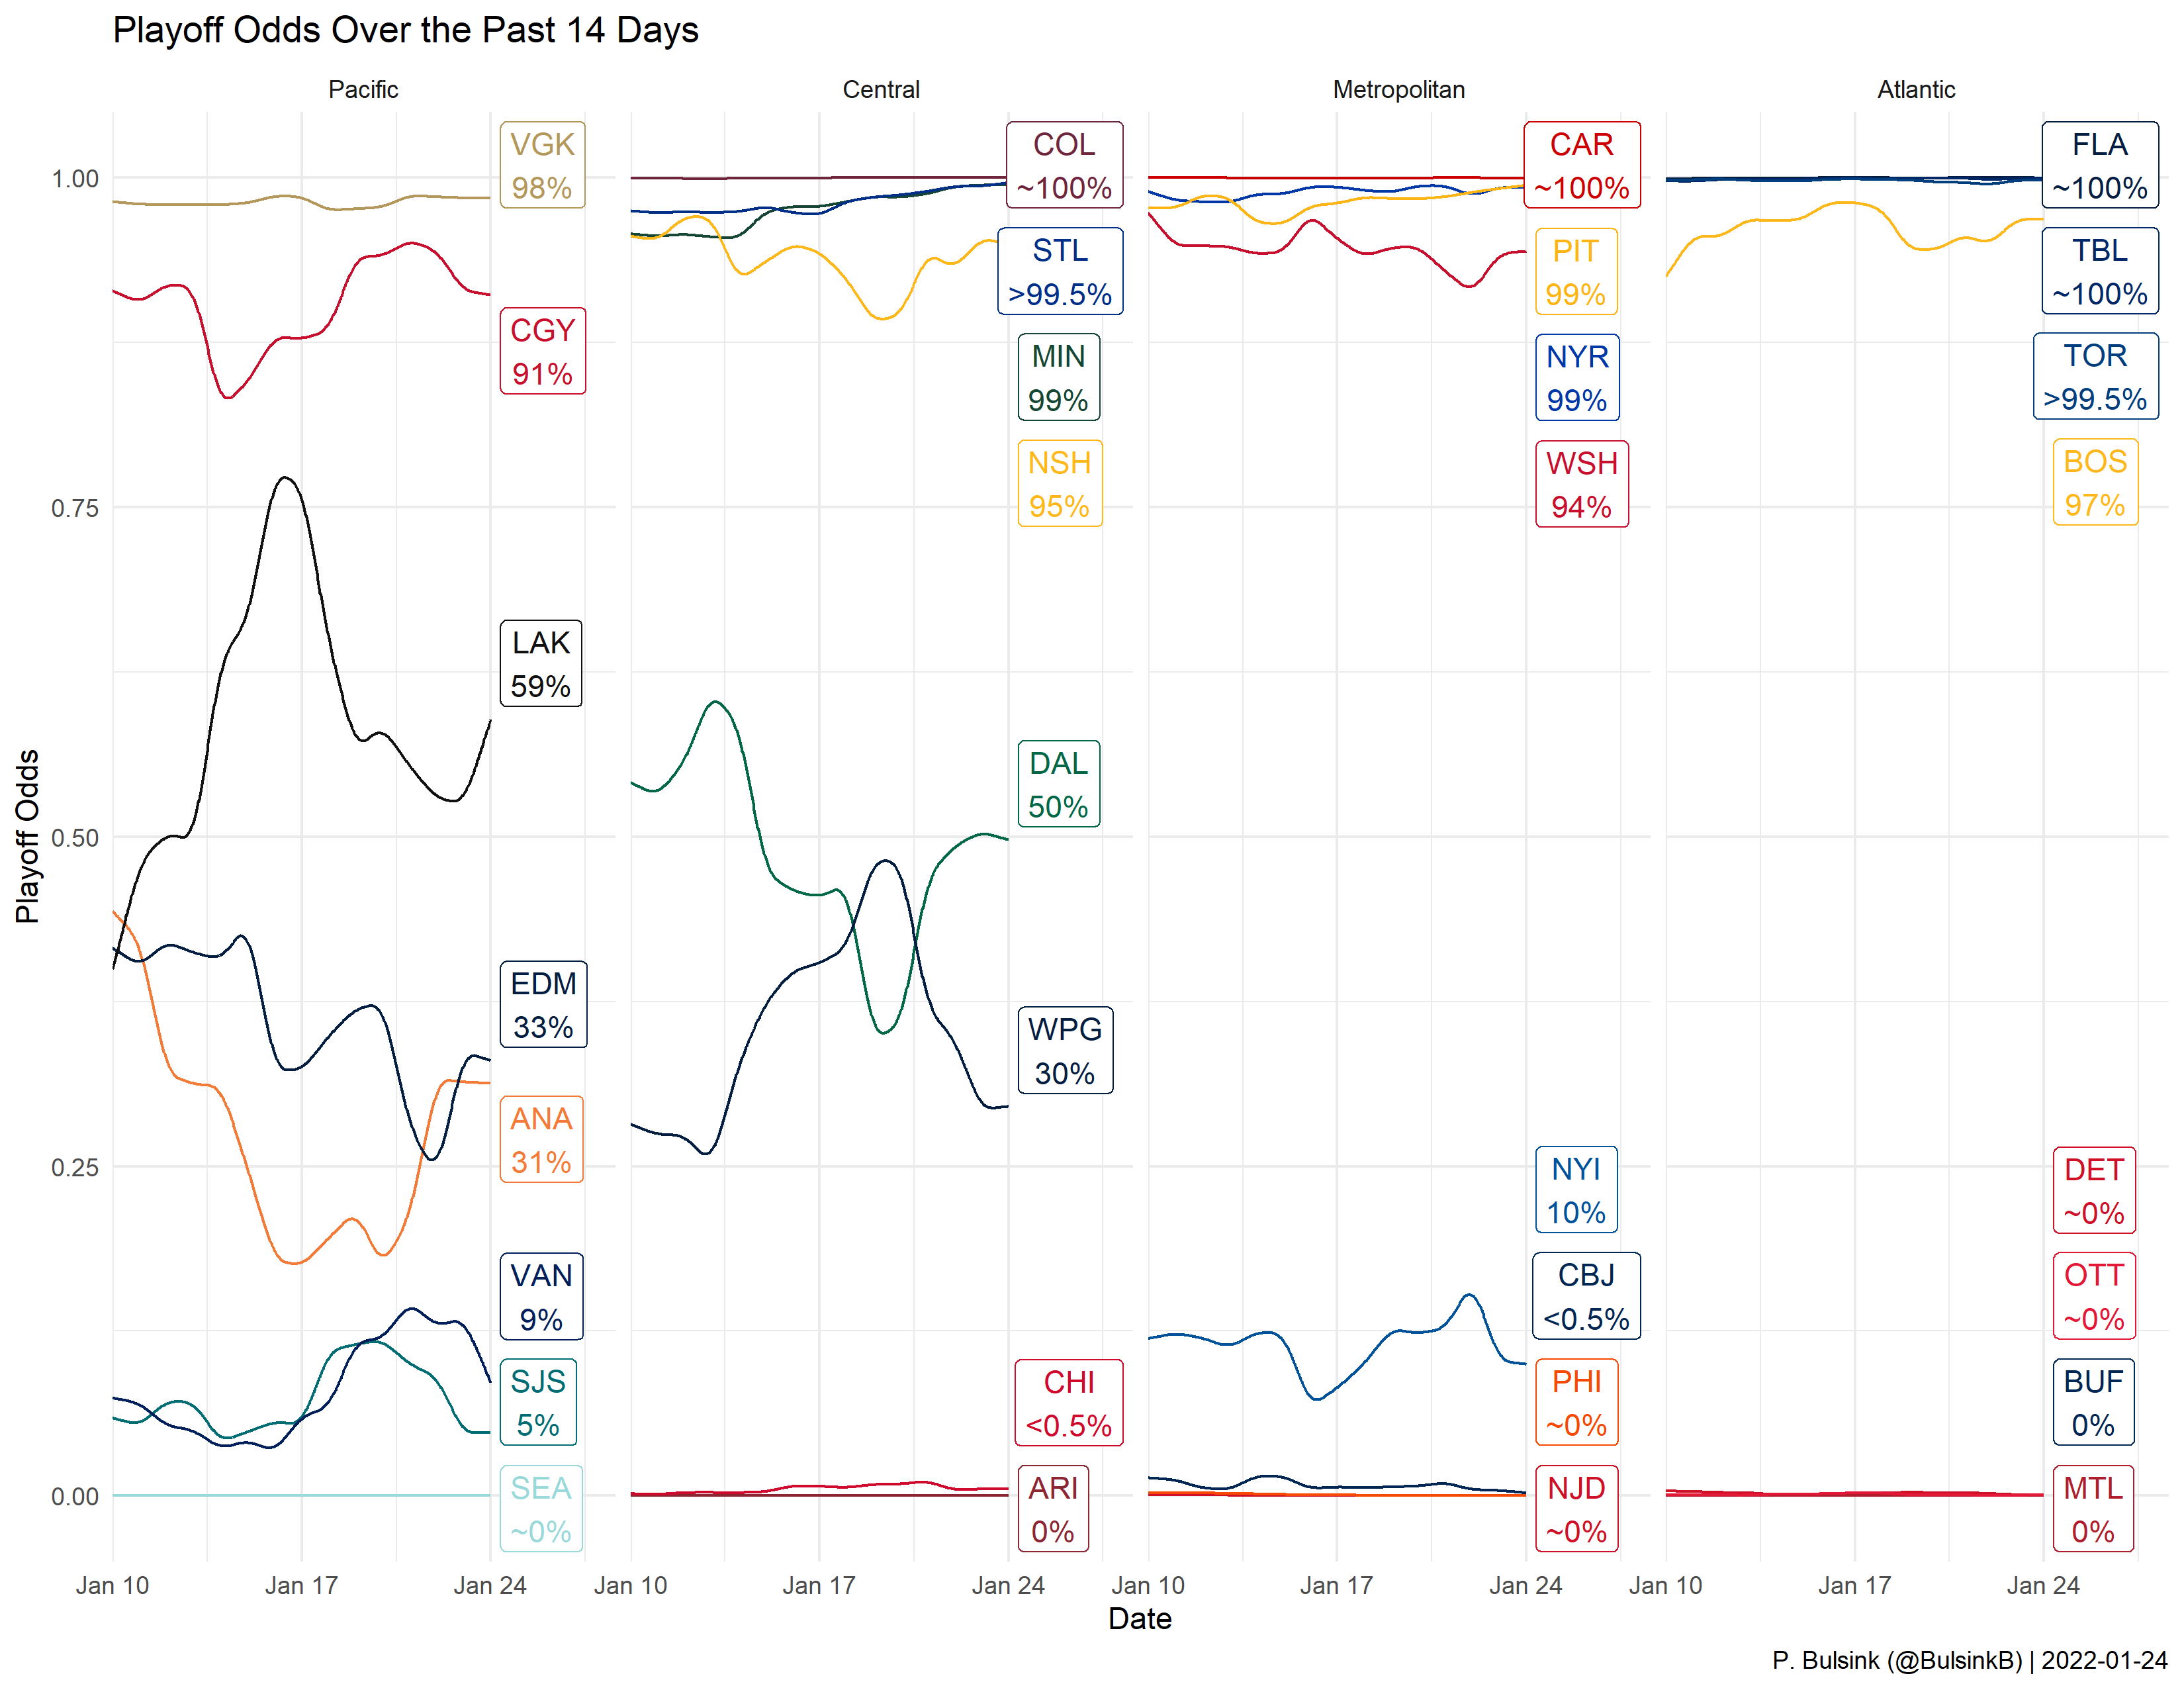 Playoff Odds Over the Past 14 Days
Pacific
Central
Metropolitan
Atlantic
Playoff Odds
1.00
0.75
0.50
0.25
0.00
VGK
98%
CGY
91%
LAK
59%
EDM
33%
ANA
31%
VAN
9%
SJS
5%
SEA
~0%
COL
~100%
STL
>99.5%
MIN
99%
NSH
95%
DAL
50%
WPG
30%
CHI
<0.5%
ARI
0%
CAR
~100%
PIT
99%
NYR
99%
WSH
94%
NYI
10%
CBJ
<0.5%
PHI
~0%
NJD
~0%
FLA
~100%
TBL
~100%
TOR
>99.5%
BOS
97%
DET
~0%
OTT
~0%
BUF
0%
MTL
0%
Jan 10 Jan 17 Jan 24 Jan 10 Jan 17 Jan 24 Jan 10 Jan 17 Jan 24 Jan 10 Jan 17 Jan 24
Date
P. Bulsink (@BulsinkB) | 2022-01-24